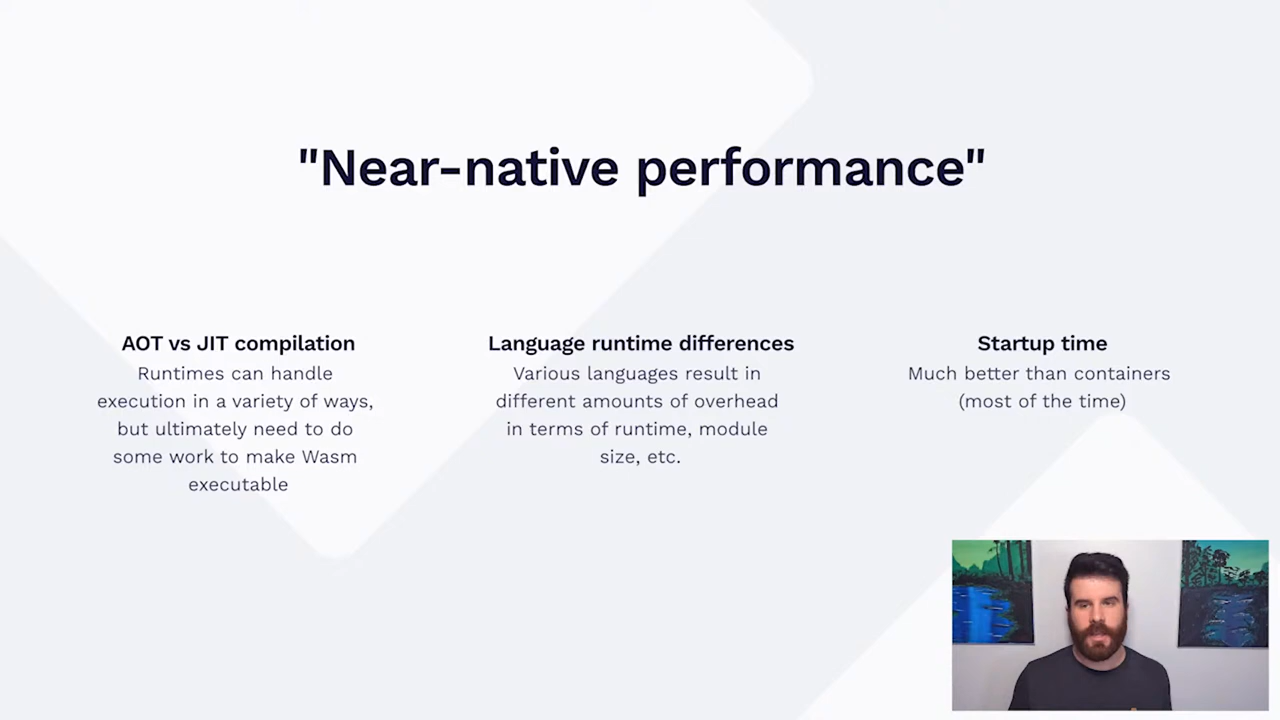 "Near-native performance"
AOT vs JIT compilation
Runtimes can handle
execution in a variety of ways,
but ultimately need to do
some work to make Wasm
executable
Language runtime differences
Various languages result in
different amounts of overhead
in terms of runtime, module
size, etc.
Startup time
Much better than containers
(most of the time)